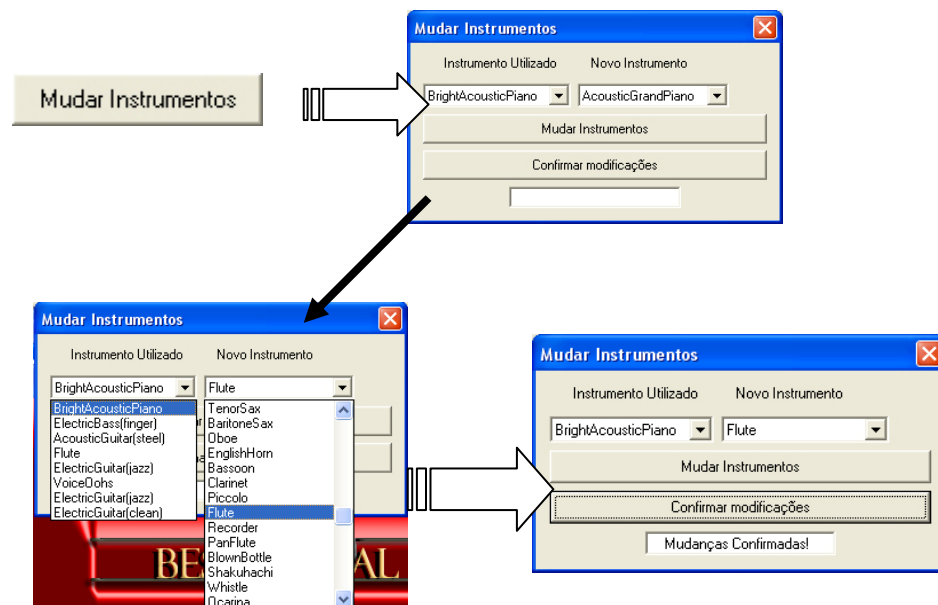 Mudar Instrumentos
Mudar Instrumentos
Instrumento Utilizado Novo Instrumento
BrightAcousticPiano AcousticGrandPiano
Mudar Instrumentos
Confirmar modificações
Mudar Instrumentos
Instrumento Utilizado Novo Instrumento
BrightAcousticPiano Flute
BrightAcousticPiano
ElectricBass(finger)
AcousticGuitar(steel)
Flute
ElectricGuitar(jazz)
VoiceOohs
ElectricGuitar(jazz)
ElectricGuitar(clean)
TenorSax
BaritoneSax
Oboe
EnglishHorn
Bassoon
Clarinet
Piccolo
Flute
Recorder
PanFlute
BlownBottle
Shakuhachi
Whistle
Ocarina
Mudar Instrumentos
Instrumento Utilizado Novo Instrumento
BrightAcousticPiano Flute
Mudar Instrumentos
Confirmar modificações
Mudanças Confirmadas!